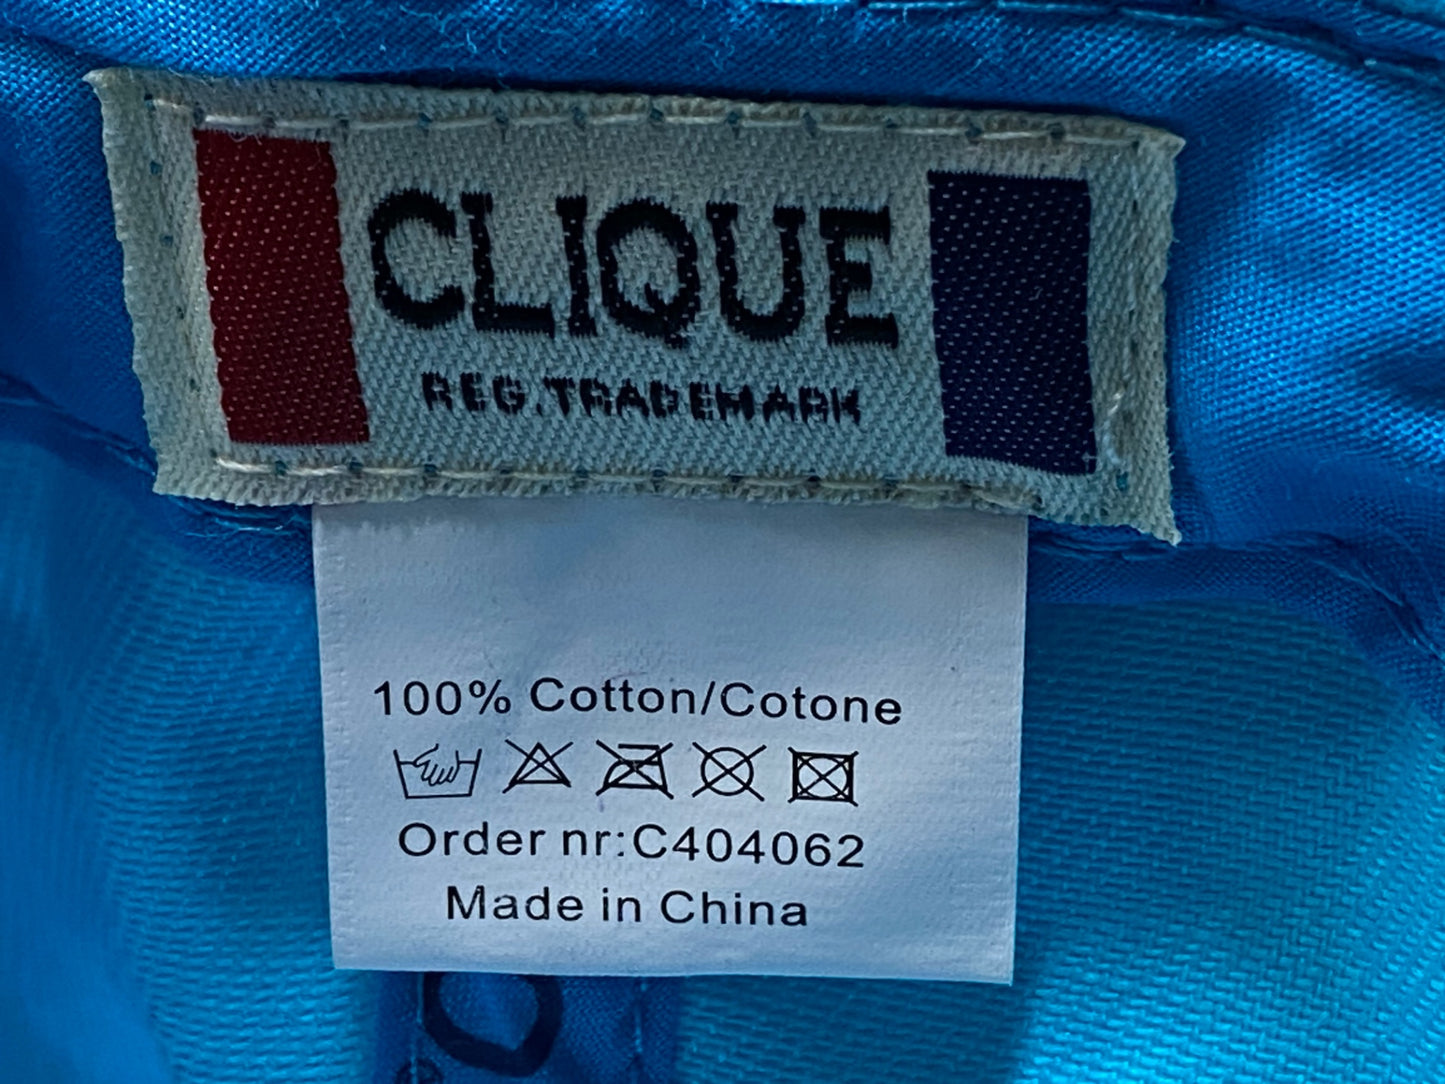 CLIQUE
REG.TRADEMARK
100% Cotton/Cotone
Order nr:C404062
Made in China